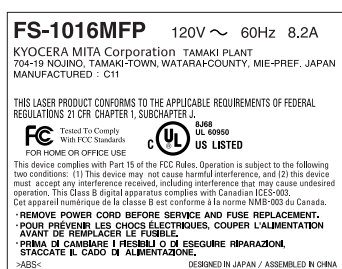 FS-1016MFP 120V ~ 60Hz 8.2A
KYOCERA MITA Corporation TAMAKI PLANT
704-19 NOJINO, TAMAKI-TOWN, WATARAI-COUNTY, MIE-PREF. JAPAN
MANUFACTURED : C11
THIS LASER PRODUCT CONFORMS TO THE APPLICABLE REQUIREMENTS OF FEDERAL
REGULATIONS 21 CFR CHAPTER 1, SUBCHAPTER J.
FC Tested To Comply
With FCC Standards
FOR HOME OR OFFICE USE
C UL US LISTED
8J68
UL 60950
This device complies with Part 15 of the FCC Rules. Operation is subject to the following
two conditions: (1) This device may not cause harmful interference, and (2) this device
must accept any interference received, including interference that may cause undesired
operation. This Class B digital apparatus complies with Canadian ICES-003.
Cet appareil numérique de la classe B est conforme à la norme NMB-003 du Canada.
・REMOVE POWER CORD BEFORE SERVICE AND FUSE REPLACEMENT.
・POUR PRÉVENIR LES CHOCS ÉLECTRIQUES, COUPER L'ALIMENTATION
AVANT DE REMPLACER LE FUSIBLE.
・PRIMA DI CAMBIARE I FIESIBILI O DI ESEGUIRE RIPARAZIONI,
STACCATE IL CADO DI ALIMENTAZIONE.
>ABS< DESIGNED IN JAPAN / ASSEMBLED IN CHINA